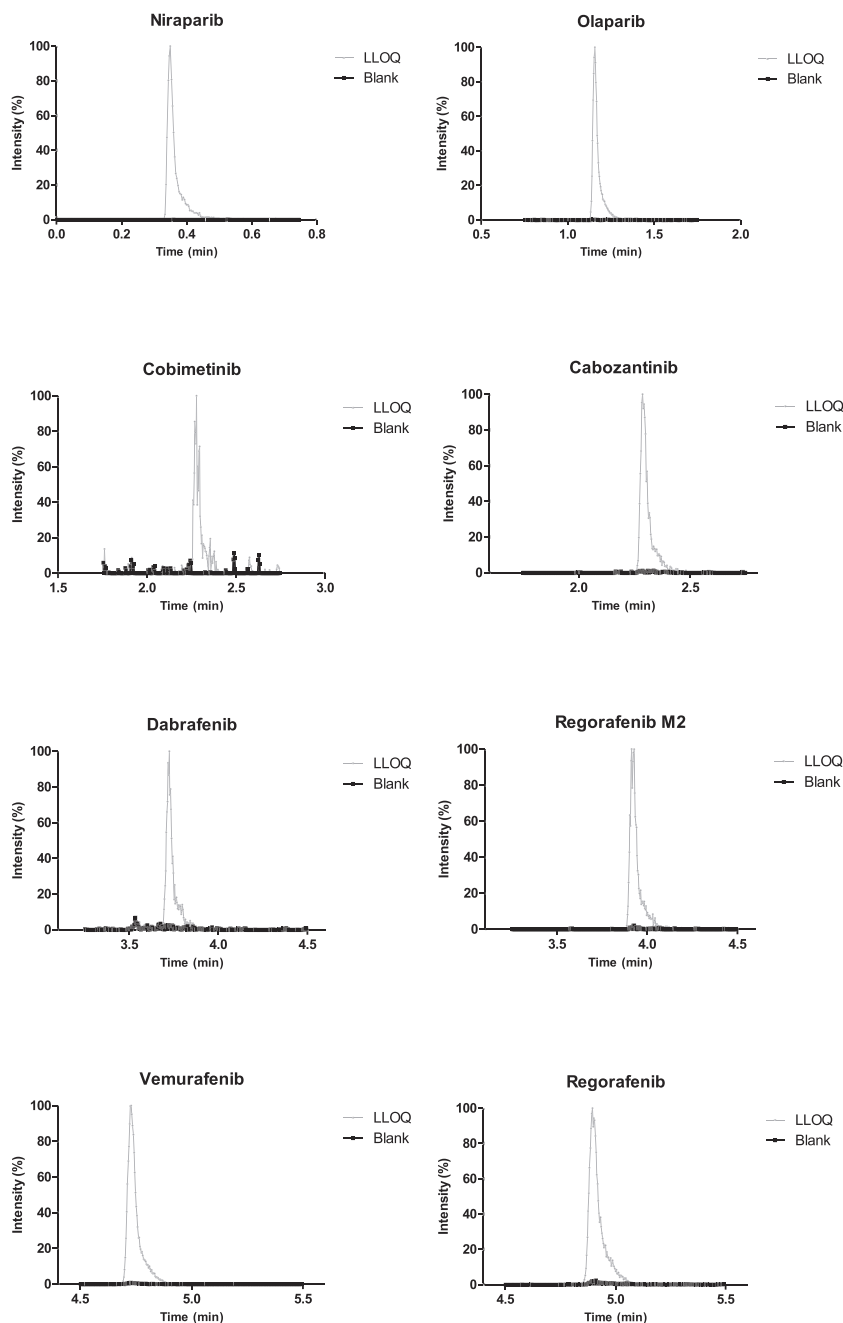 Niraparib
Intensity (%)
100
80
60
40
20
0
0.0 0.2 0.4 0.6 0.8
Time (min)
LLOQ
Blank
Olaparib
Intensity (%)
100
80
60
40
20
0
0.5 1.0 1.5 2.0
Time (min)
LLOQ
Blank
Cobimetinib
Intensity (%)
100
80
60
40
20
0
1.5 2.0 2.5 3.0
Time (min)
LLOQ
Blank
Cabozantinib
Intensity (%)
100
80
60
40
20
0
2.0 2.5
Time (min)
LLOQ
Blank
Dabrafenib
Intensity (%)
100
80
60
40
20
0
3.5 4.0 4.5
Time (min)
LLOQ
Blank
Regorafenib M2
Intensity (%)
100
80
60
40
20
0
3.5 4.0 4.5
Time (min)
LLOQ
Blank
Vemurafenib
Intensity (%)
100
80
60
40
20
0
4.5 5.0 5.5
Time (min)
LLOQ
Blank
Regorafenib
Intensity (%)
100
80
60
40
20
0
4.5 5.0 5.5
Time (min)
LLOQ
Blank